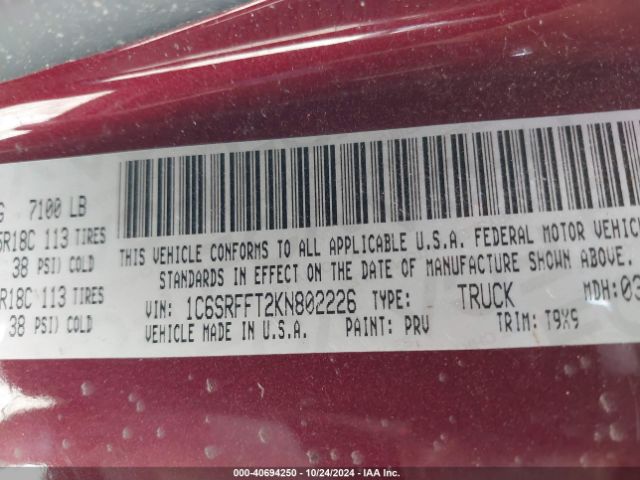 7100 LB
R18C 113 TIRES
38 PSI) COLD
R18C 113 TIRES
38 PSI) COLD
THIS VEHICLE CONFORMS TO ALL APPLICABLE U.S.A. FEDERAL MOTOR VEHIC
STANDARDS IN EFFECT ON THE DATE OF MANUFACTURE SHOWN ABOVE.
VIN: 1C6SRFFT2KN802226 TYPE: TRUCK MDH:03
VEHICLE MADE IN U.S.A. PAINT: PRV TRIM: T9X9
000-40694250 | 10/24/2024 | IAA Inc.